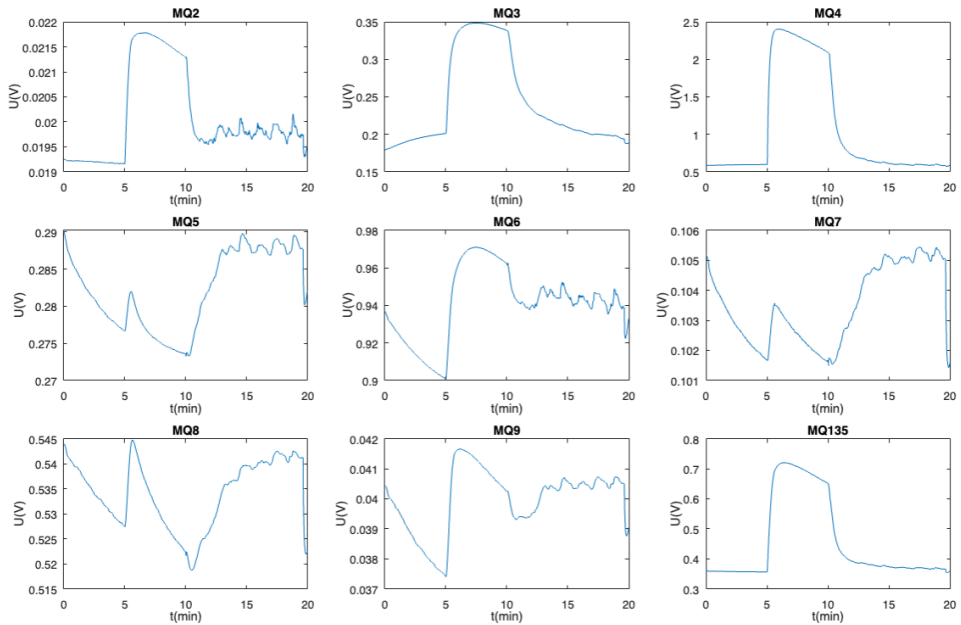 MQ2
MQ3
MQ4
0.022
0.0215
0.021
0.0205
0.02
0.0195
0.019
U(V)
0 5 10 15 20
t(min)
0.35
0.3
0.25
0.2
0.15
U(V)
0 5 10 15 20
t(min)
2.5
2
1.5
1
0.5
U(V)
0 5 10 15 20
t(min)
MQ5
MQ6
MQ7
0.29
0.285
0.28
0.275
0.27
U(V)
0 5 10 15 20
t(min)
0.98
0.96
0.94
0.92
0.9
U(V)
0 5 10 15 20
t(min)
0.106
0.105
0.104
0.103
0.102
0.101
U(V)
0 5 10 15 20
t(min)
MQ8
MQ9
MQ135
0.545
0.54
0.535
0.53
0.525
0.52
0.515
U(V)
0 5 10 15 20
t(min)
0.042
0.041
0.04
0.039
0.038
0.037
U(V)
0 5 10 15 20
t(min)
0.8
0.7
0.6
0.5
0.4
0.3
U(V)
0 5 10 15 20
t(min)